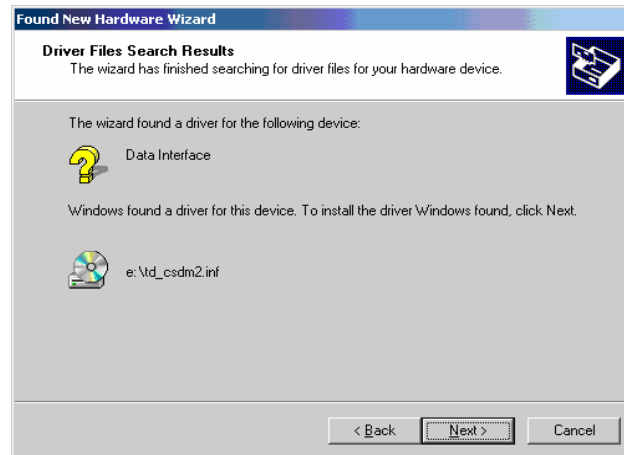 Found New Hardware Wizard
Driver Files Search Results
The wizard has finished searching for driver files for your hardware device.
The wizard found a driver for the following device:
Data Interface
Windows found a driver for this device. To install the driver Windows found, click Next.
e:\td_csdm2.inf
< Back
Next >
Cancel